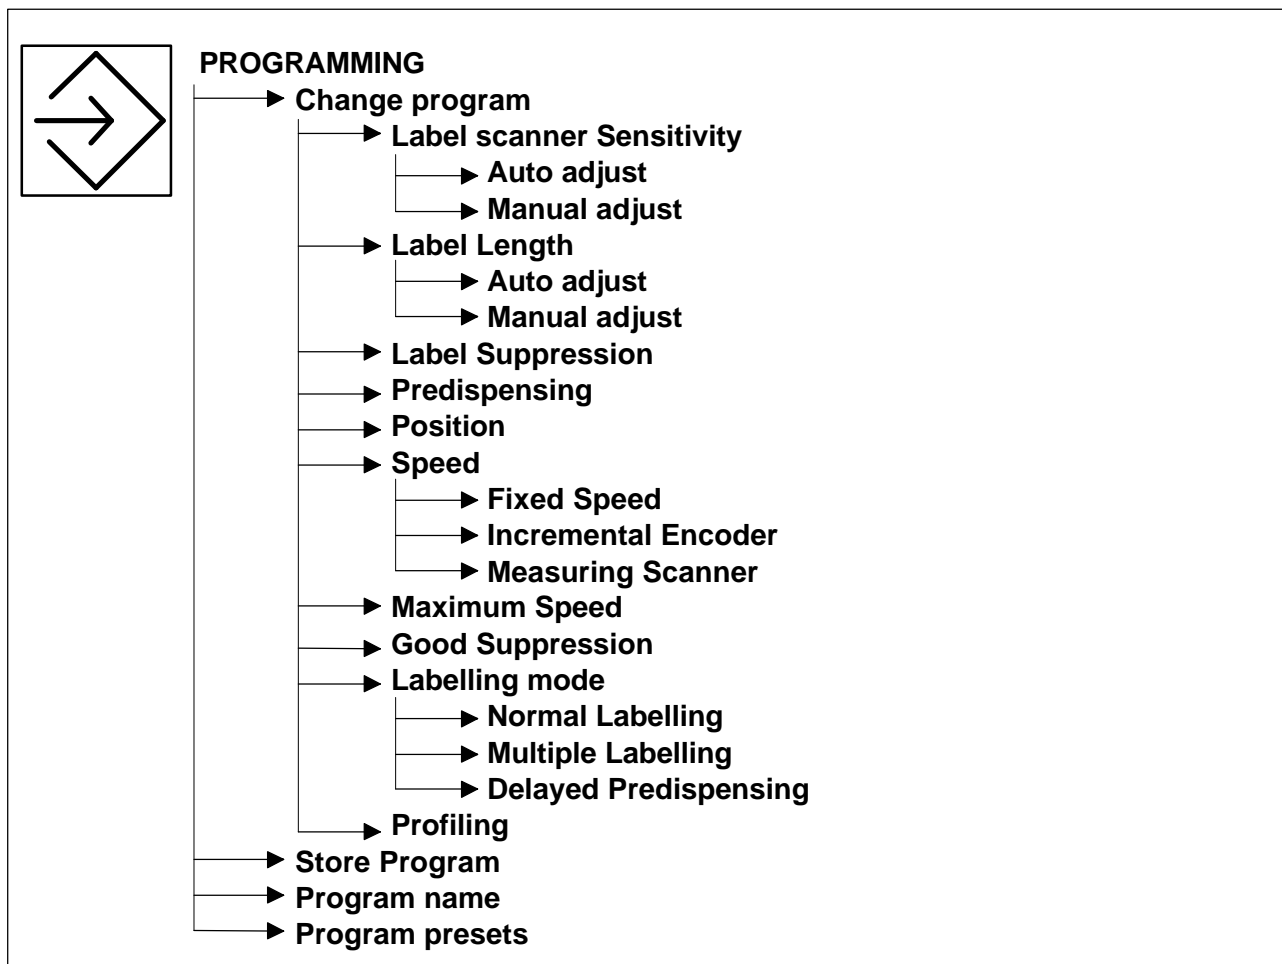 PROGRAMMING
Change program
Label scanner Sensitivity
Auto adjust
Manual adjust
Label Length
Auto adjust
Manual adjust
Label Suppression
Predispensing
Position
Speed
Fixed Speed
Incremental Encoder
Measuring Scanner
Maximum Speed
Good Suppression
Labelling mode
Normal Labelling
Multiple Labelling
Delayed Predispensing
Profiling
Store Program
Program name
Program presets